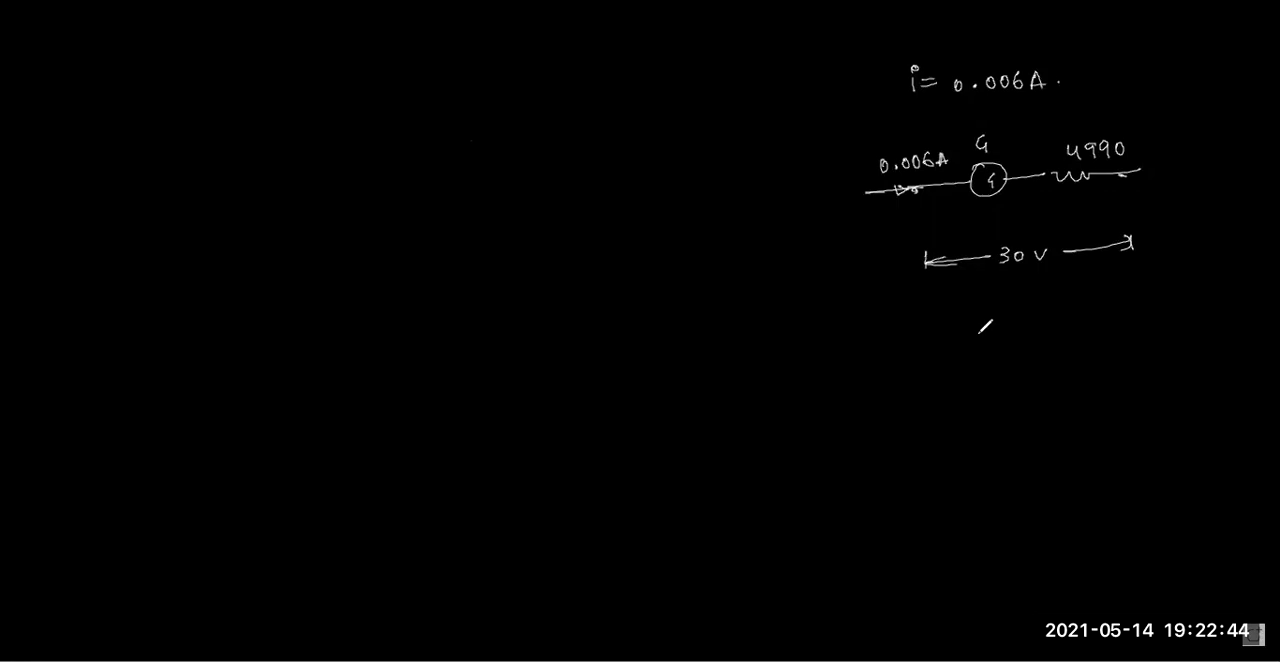 i= 0.006A.
G
0.006A
4990
G
30 V
2021-05-14 19:22:44